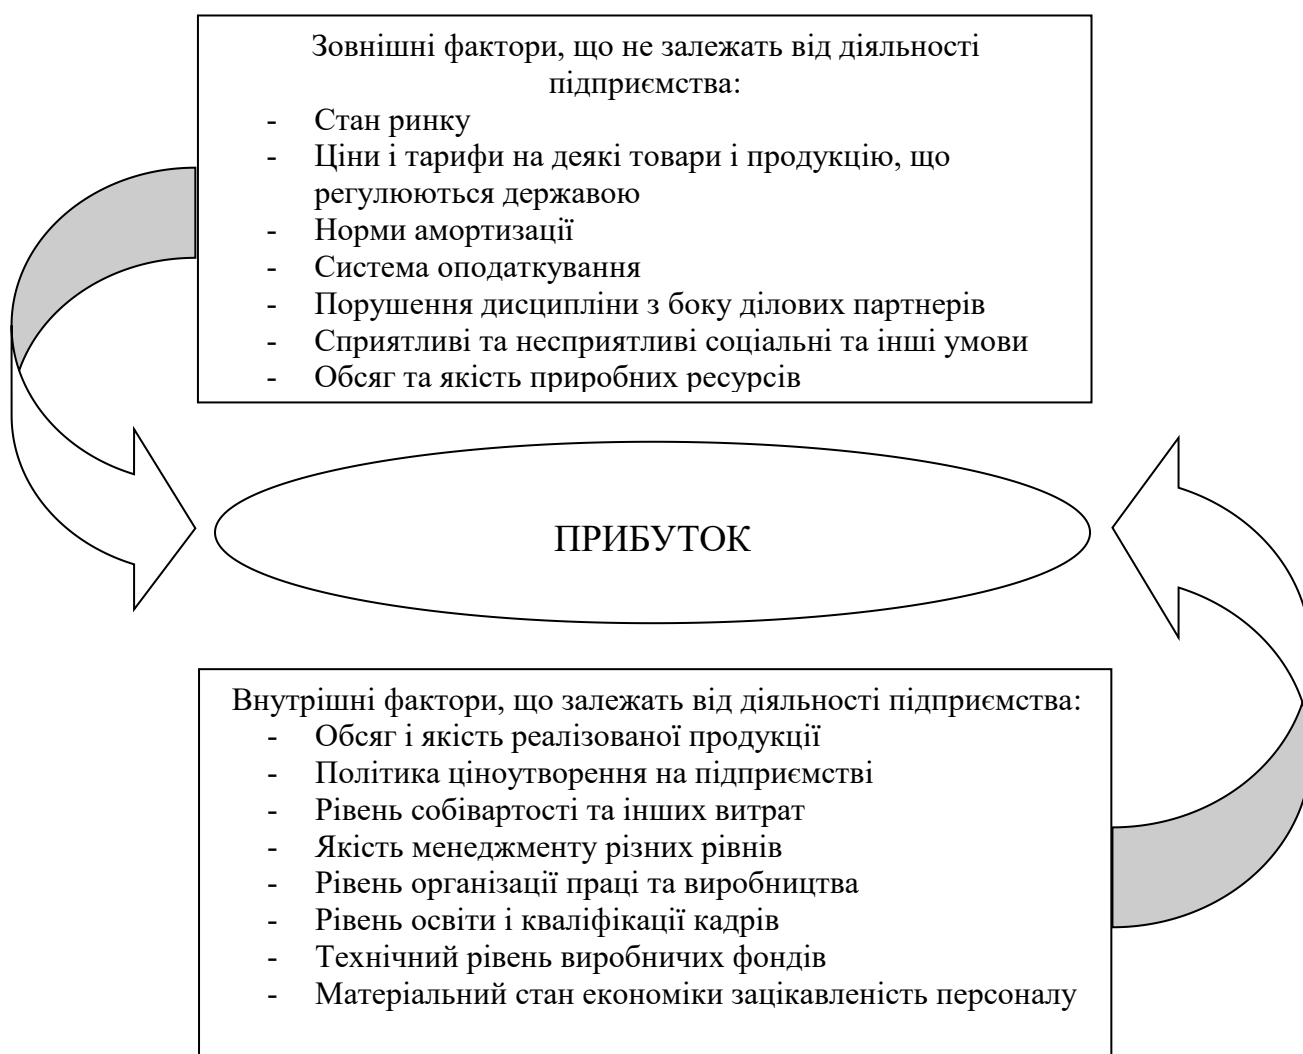 Зовнішні фактори, що не залежать від діяльності
підприємства:
- Стан ринку
- Ціни і тарифи на деякі товари і продукцію, що
регулюються державою
- Норми амортизації
- Система оподаткування
- Порушення дисципліни з боку ділових партнерів
- Сприятливі та несприятливі соціальні та інші умови
- Обсяг та якість приробних ресурсів
ПРИБУТОК
Внутрішні фактори, що залежать від діяльності підприємства:
- Обсяг і якість реалізованої продукції
- Політика ціноутворення на підприємстві
- Рівень собівартості та інших витрат
- Якість менеджменту різних рівнів
- Рівень організації праці та виробництва
- Рівень освіти і кваліфікації кадрів
- Технічний рівень виробничих фондів
- Матеріальний стан економіки зацікавленість персоналу